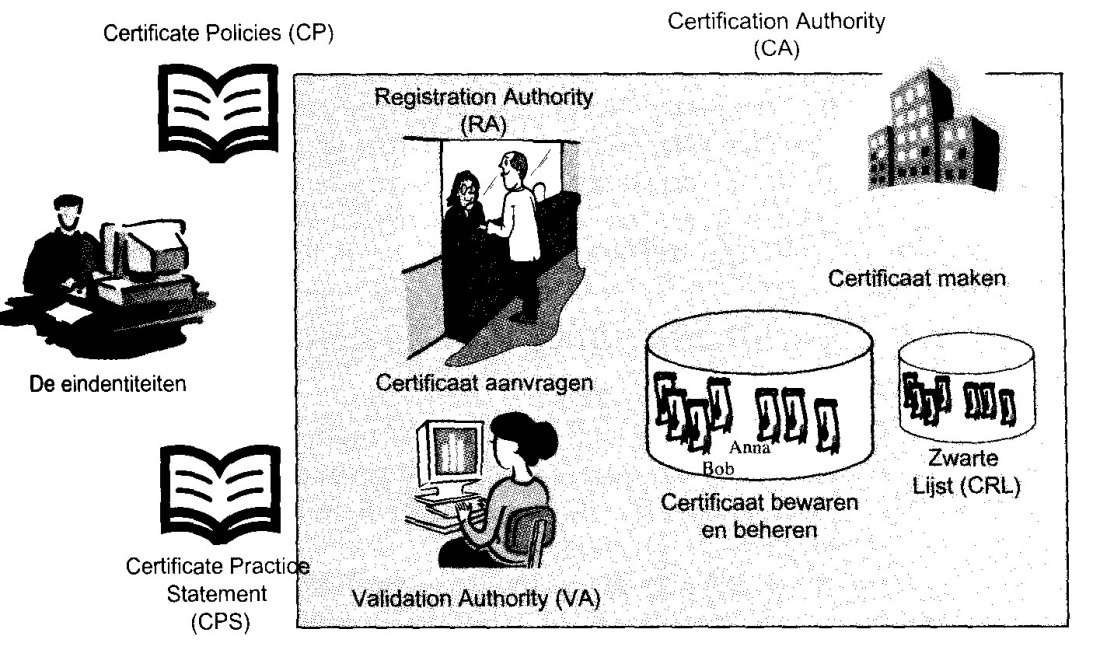 Certificate Policies (CP)
Certification Authority
(CA)
Registration Authority
(RA)
Certificaat maken
De eindentiteiten
Certificaat aanvragen
Anna
Bob
Zwarte
Lijst (CRL)
Certificaat bewaren
en beheren
Certificate Practice
Statement
(CPS)
Validation Authority (VA)